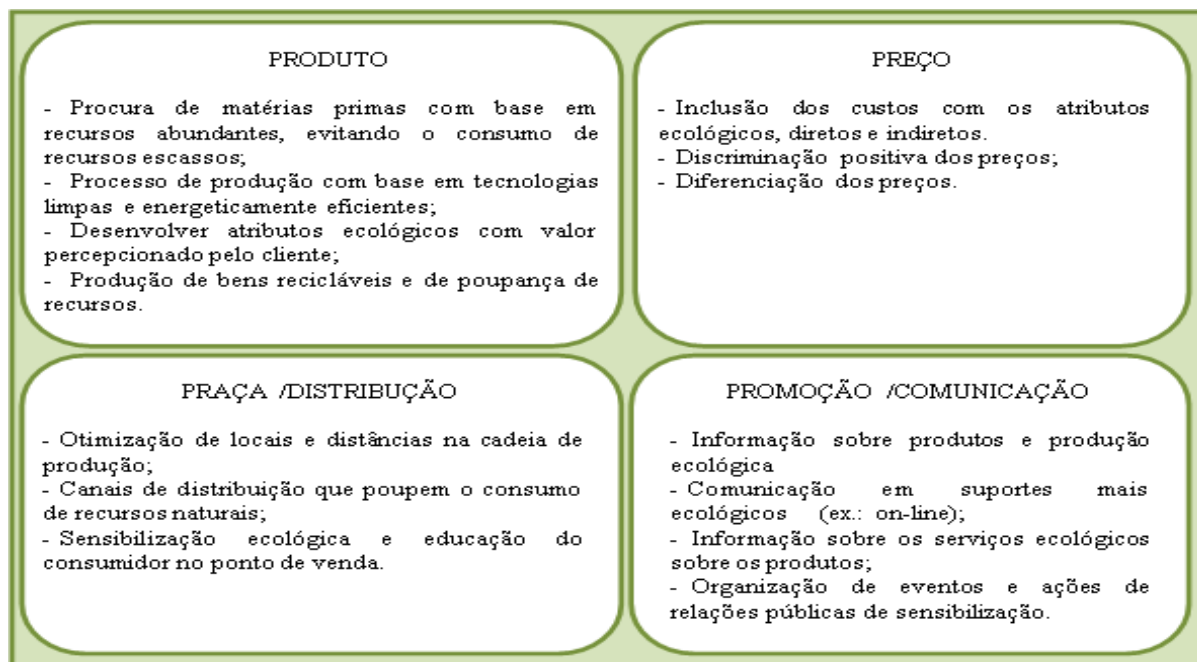 PRODUTO
- Procura de matérias primas com base em
recursos abundantes, evitando o consumo de
recursos escassos;
- Processo de produção com base em tecnologias
limpas e energeticamente eficientes;
- Desenvolver atributos ecológicos com valor
percepcionado pelo cliente;
- Produção de bens recicláveis e de poupança de
recursos.
PREÇO
- Inclusão dos custos com os atributos
ecológicos, diretos e indiretos.
- Discriminação positiva dos preços;
- Diferenciação dos preços.
PRAÇA /DISTRIBUÇÃO
- Otimização de locais e distâncias na cadeia de
produção;
- Canais de distribuição que poupem o consumo
de recursos naturais;
- Sensibilização ecológica e educação do
consumidor no ponto de venda.
PROMOÇÃO /COMUNICAÇÃO
- Informação sobre produtos e produção
ecológica
- Comunicação em suportes mais
ecológicos (ex.: on-line);
- Informação sobre os serviços ecológicos
sobre os produtos;
- Organização de eventos e ações de
relações públicas de sensibilização.